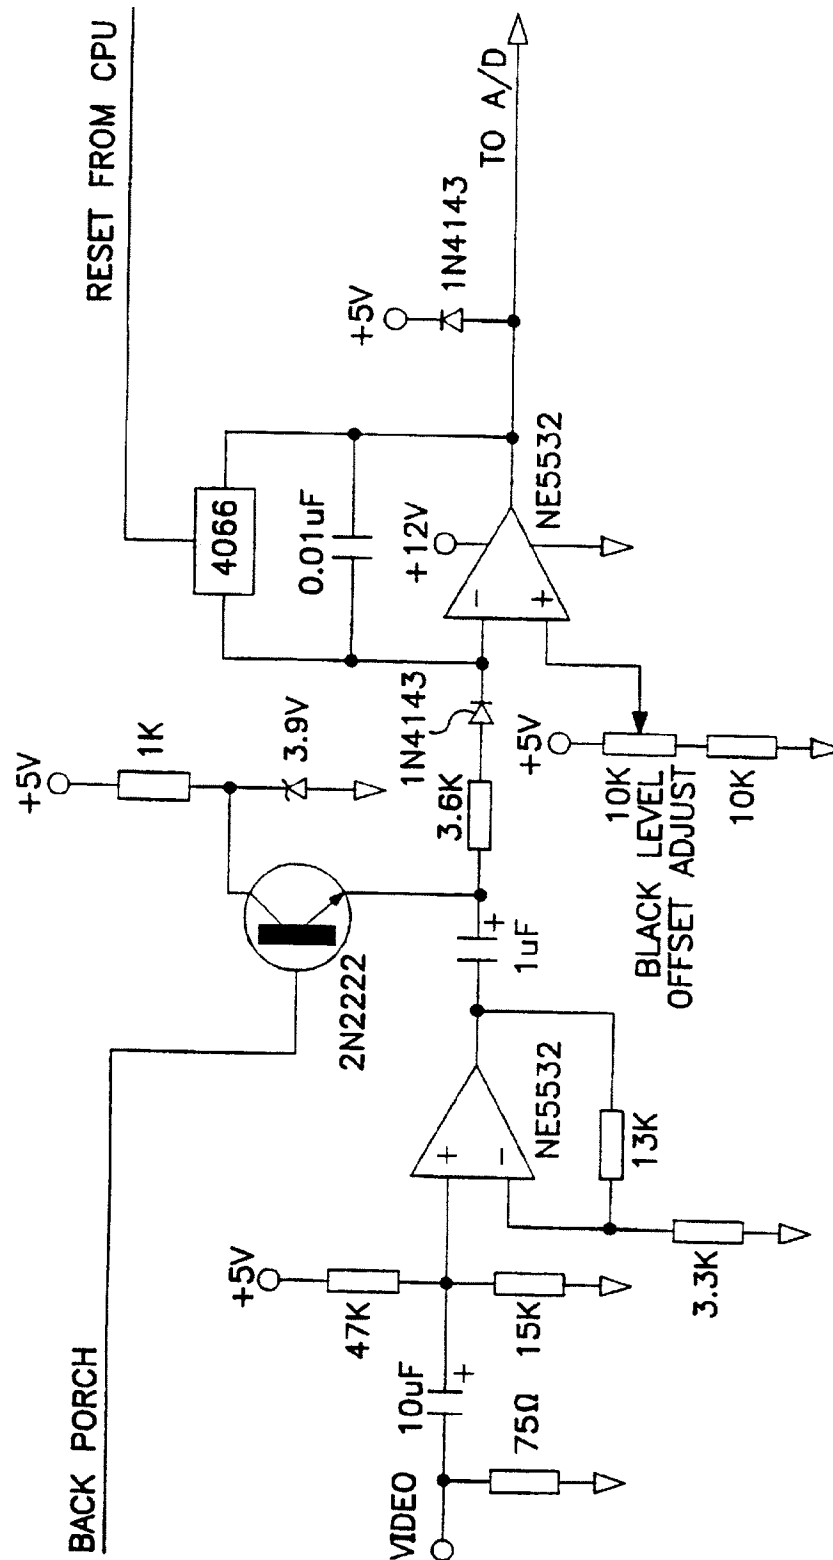 RESET FROM CPU
BACK PORCH
+5V
1K
3.9V
4066
0.01uF
2N2222
+5V
1N4143
TO A/D
+12V
1N4143
3.6K
-
+
NE5532
+
1uF
+5V
10K
10K
BLACK LEVEL
OFFSET ADJUST
+
-
NE5532
13K
3.3K
+5V
47K
15K
VIDEO
10uF
+
75Ω